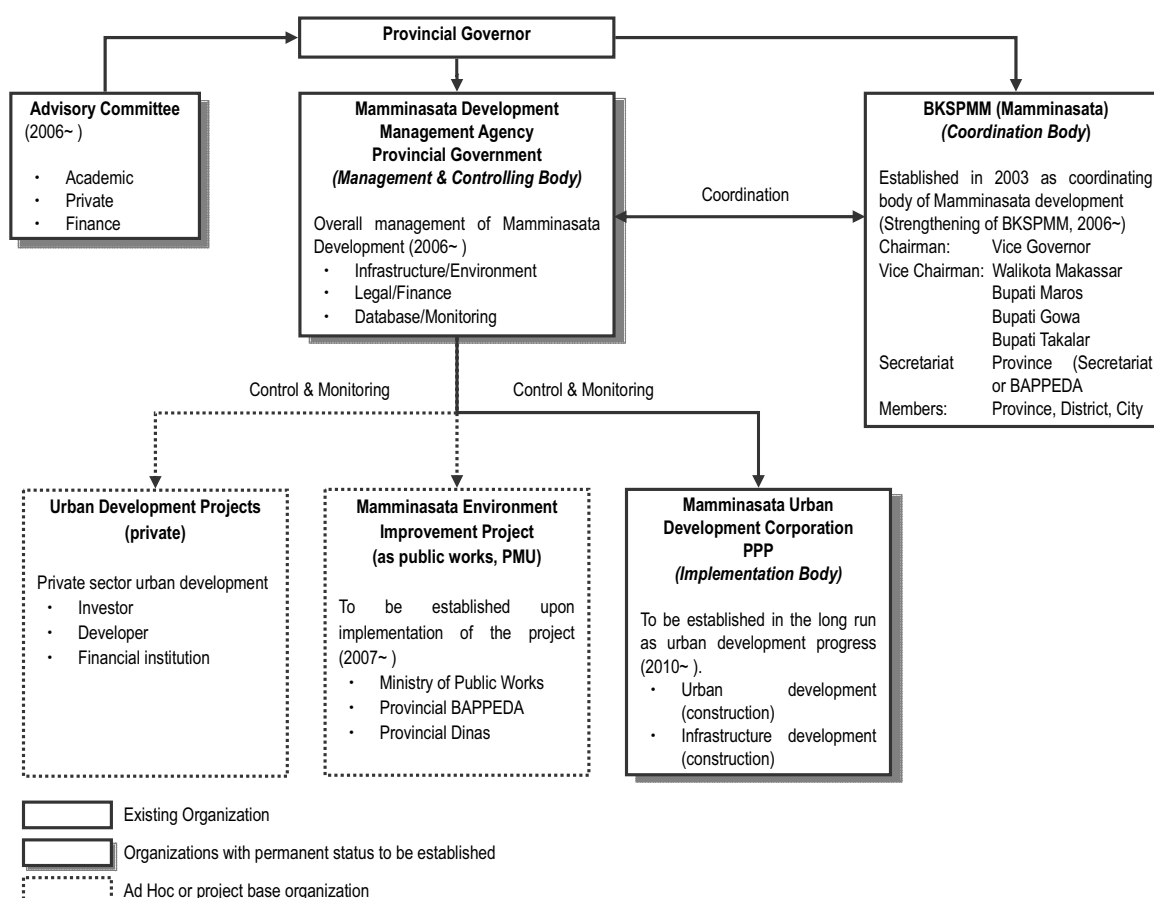 Provincial Governor
Advisory Committee
(2006~ )
・ Academic
・ Private
・ Finance
Mamminasata Development
Management Agency
Provincial Government
(Management & Controlling Body)
Overall management of Mamminasata
Development (2006~ )
・ Infrastructure/Environment
・ Legal/Finance
・ Database/Monitoring
Coordination
BKSPMM (Mamminasata)
(Coordination Body)
Established in 2003 as coordinating
body of Mamminasata development
(Strengthening of BKSPMM, 2006~)
Chairman: Vice Governor
Vice Chairman: Walikota Makassar
Bupati Maros
Bupati Gowa
Bupati Takalar
Secretariat Province (Secretariat
or BAPPEDA
Members: Province, District, City
Control & Monitoring
Control & Monitoring
Urban Development Projects
(private)
Private sector urban development
・ Investor
・ Developer
・ Financial institution
Mamminasata Environment
Improvement Project
(as public works, PMU)
To be established upon
implementation of the project
(2007~ )
・ Ministry of Public Works
・ Provincial BAPPEDA
・ Provincial Dinas
Mamminasata Urban
Development Corporation
PPP
(Implementation Body)
To be established in the long run
as urban development progress
(2010~ ).
・ Urban development
(construction)
・ Infrastructure development
(construction)
Existing Organization
Organizations with permanent status to be established
Ad Hoc or project base organization